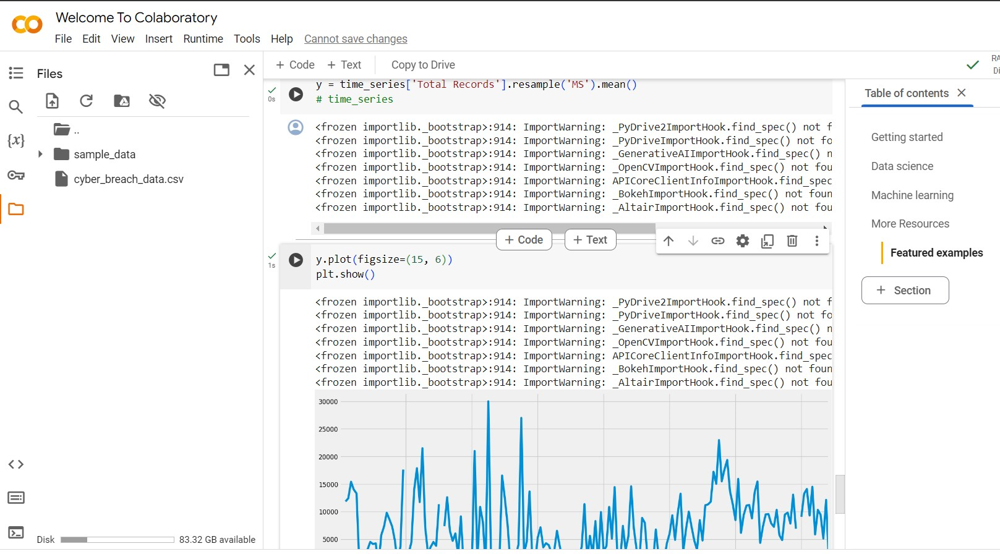 Welcome To Colaboratory
File Edit View Insert Runtime Tools Help Cannot save changes
Files
..
sample_data
cyber_breach_data.csv
{x}
Disk 83.32 GB available
+ Code + Text Copy to Drive
RA
Di
0s
y = time_series['Total Records'].resample('MS').mean()
# time_series
<frozen importlib._bootstrap>:914: ImportWarning: _PyDrive2ImportHook.find_spec() not f
<frozen importlib._bootstrap>:914: ImportWarning: _PyDriveImportHook.find_spec() not fo
<frozen importlib._bootstrap>:914: ImportWarning: _GenerativeAIImportHook.find_spec() n
<frozen importlib._bootstrap>:914: ImportWarning: _OpenCVImportHook.find_spec() not fou
<frozen importlib._bootstrap>:914: ImportWarning: APICoreClientInfoImportHook.find_spec
<frozen importlib._bootstrap>:914: ImportWarning: _BokehImportHook.find_spec() not foun
<frozen importlib._bootstrap>:914: ImportWarning: _AltairImportHook.find_spec() not fou
+ Code + Text
1s
y.plot(figsize=(15, 6))
plt.show()
<frozen importlib._bootstrap>:914: ImportWarning: _PyDrive2ImportHook.find_spec() not f
<frozen importlib._bootstrap>:914: ImportWarning: _PyDriveImportHook.find_spec() not fo
<frozen importlib._bootstrap>:914: ImportWarning: _GenerativeAIImportHook.find_spec() n
<frozen importlib._bootstrap>:914: ImportWarning: _OpenCVImportHook.find_spec() not fou
<frozen importlib._bootstrap>:914: ImportWarning: APICoreClientInfoImportHook.find_spec
<frozen importlib._bootstrap>:914: ImportWarning: _BokehImportHook.find_spec() not foun
<frozen importlib._bootstrap>:914: ImportWarning: _AltairImportHook.find_spec() not fou
30000
25000
20000
15000
10000
5000
Table of contents
Getting started
Data science
Machine learning
More Resources
Featured examples
+ Section